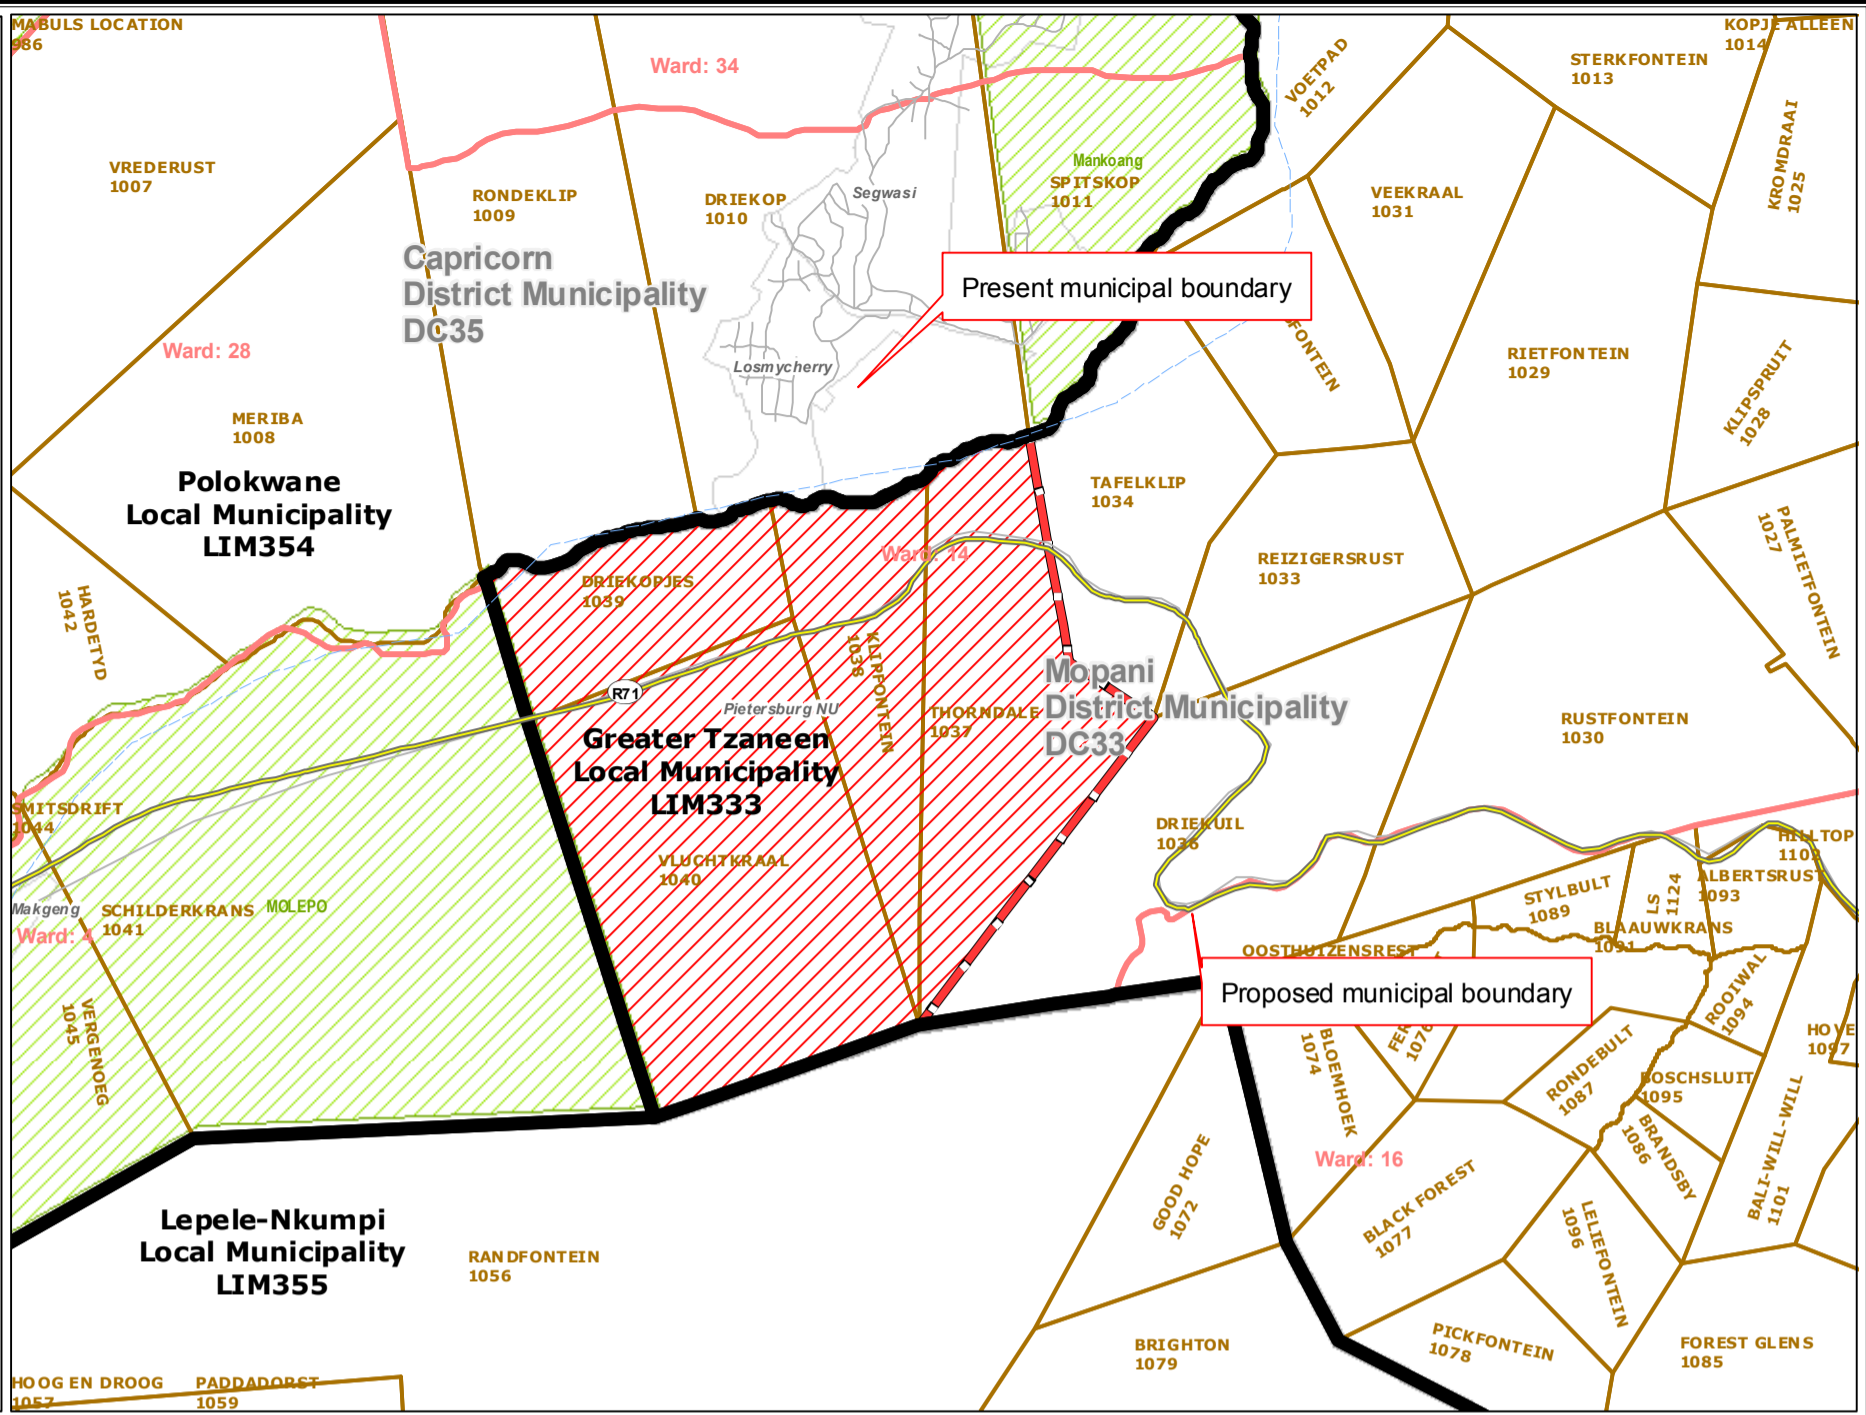 MABULS LOCATION
986
Ward: 34
VOETPAD
1012
STERKFONTEIN
1013
KOPJE ALLEEN
1014
KROMDRAAI
1025
VREDERUST
1007
RONDEKLIP
1009
DRIEKOP
1010
Segwasi
Mankoang
SPITSKOP
1011
VEEKRAAL
1031
Capricorn
District Municipality
DC35
Present municipal boundary
Ward: 28
Losmycherry
FONTEIN
RIETFONTEIN
1029
KLIPSPRUIT
1028
MERIBA
1008
Polokwane
Local Municipality
LIM354
TAFELKLIP
1034
REIZIGERSRUST
1033
PALMIETFONTEIN
1027
HARDETYD
1042
DRIEKOPJES
1039
Ward: 14
KLIPFONTEIN
1038
R71
Pietersburg NU
THORNDALE
1037
Mopani
District Municipality
DC33
RUSTFONTEIN
1030
Greater Tzaneen
Local Municipality
LIM333
SMITSDRIFT
1044
DRIEKUIL
1036
VLUCHTKRAAL
1040
HILLTOP
1102
ALBERTSRUST
1093
STYLBULT
1089
LS
1124
Makgeng
SCHILDERKRANS
1041
MOLEPO
Ward: 4
BLAAUWKRANS
1091
OOSTHUIZENSREST
Proposed municipal boundary
ROOIWAL
1094
VERGENOEG
1045
BLOEMHOEK
1074
FER
1076
RONDEBULT
1087
HOVE
1097
BOSCHSLUIT
1095
BRANDSBY
1086
BALI-WILL-WILL
1101
Ward: 16
GOOD HOPE
1072
BLACK FOREST
1077
LELIEFONTEIN
1096
Lepele-Nkumpi
Local Municipality
LIM355
RANDFONTEIN
1056
BRIGHTON
1079
PICKFONTEIN
1078
FOREST GLENS
1085
HOOG EN DROOG
1057
PADDADORST
1059